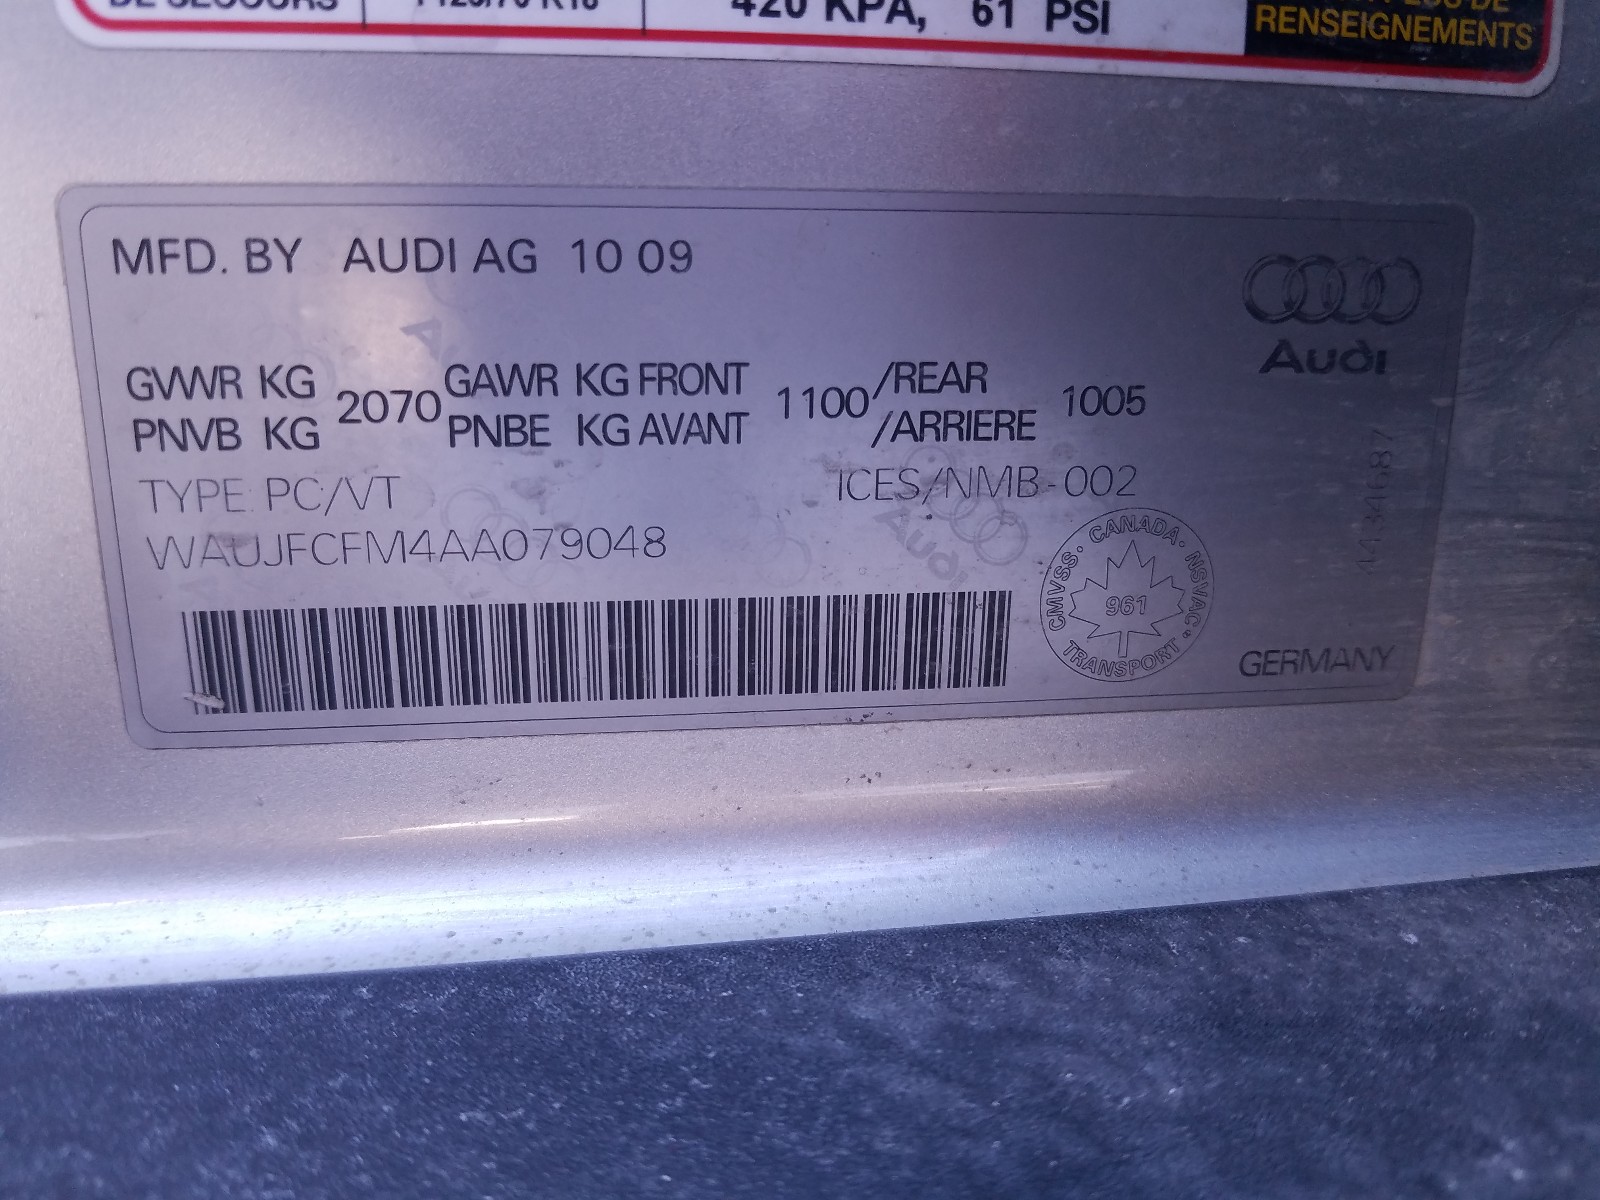 420 KPA, 61 PSI
RENSEIGNEMENTS
MFD. BY AUDI AG 10 09
Audi
GVWR KG 2070 GAWR KG FRONT 1100 /REAR 1005
PNVB KG PNBE KG AVANT /ARRIERE
TYPE: PC/VT ICES/NMB-002
WAUJFCFM4AA079048
CMVSS · CANADA · NSVAC · TRANSPORT
961
1434687
GERMANY